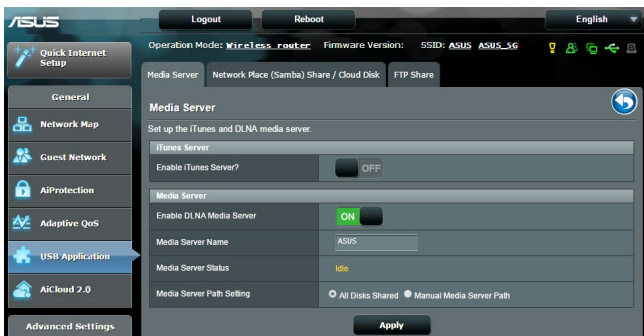 ASUS
Logout
Reboot
English
Quick Internet
Setup
Operation Mode: Wireless router Firmware Version: SSID: ASUS ASUS_5G
Media Server
Network Place (Samba) Share / Cloud Disk
FTP Share
General
Network Map
Guest Network
AiProtection
Adaptive QoS
USB Application
AiCloud 2.0
Advanced Settings
Media Server
Set up the iTunes and DLNA media server.
iTunes Server
Enable iTunes Server?
OFF
Media Server
Enable DLNA Media Server
ON
Media Server Name
ASUS
Media Server Status
Idle
Media Server Path Setting
All Disks Shared Manual Media Server Path
Apply